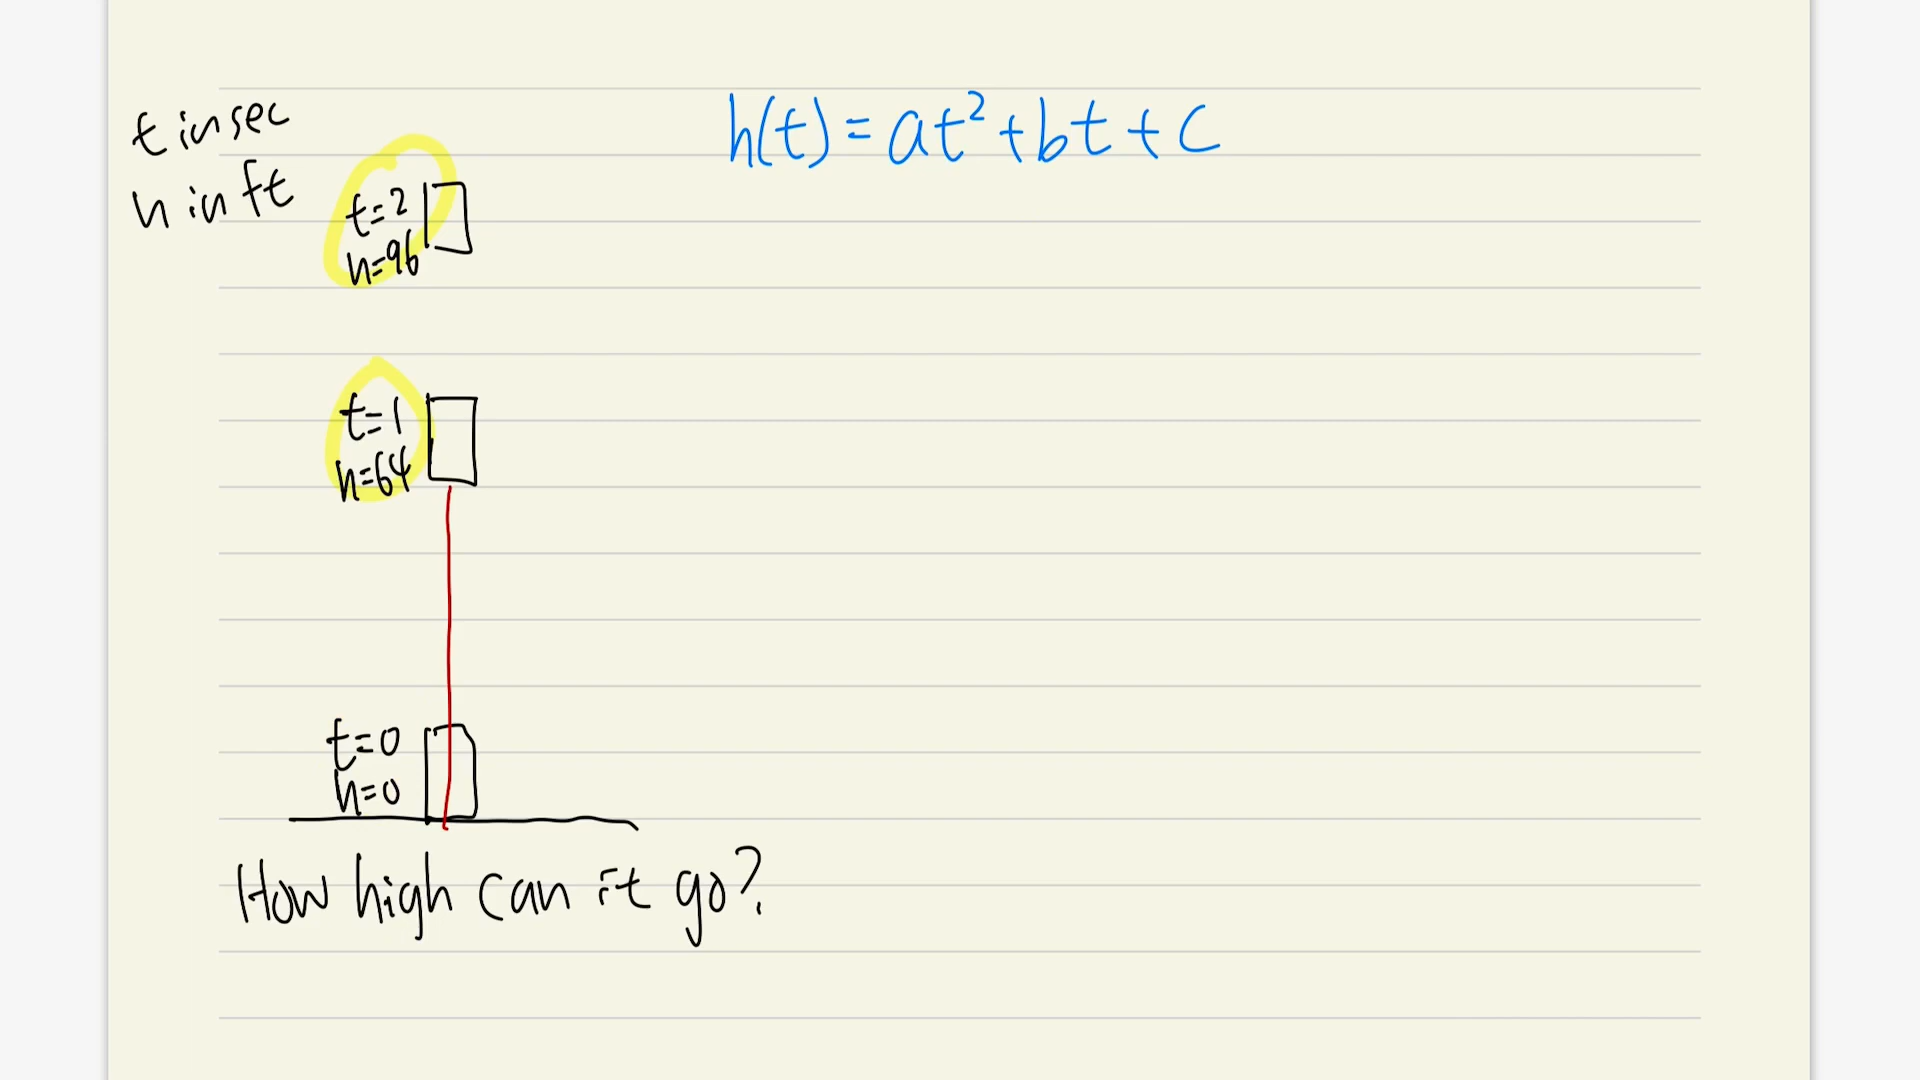 t in sec
h in ft
h(t) = at² + bt + c
t=2
h=96
t=1
h=64
t=0
h=0
How high can it go?